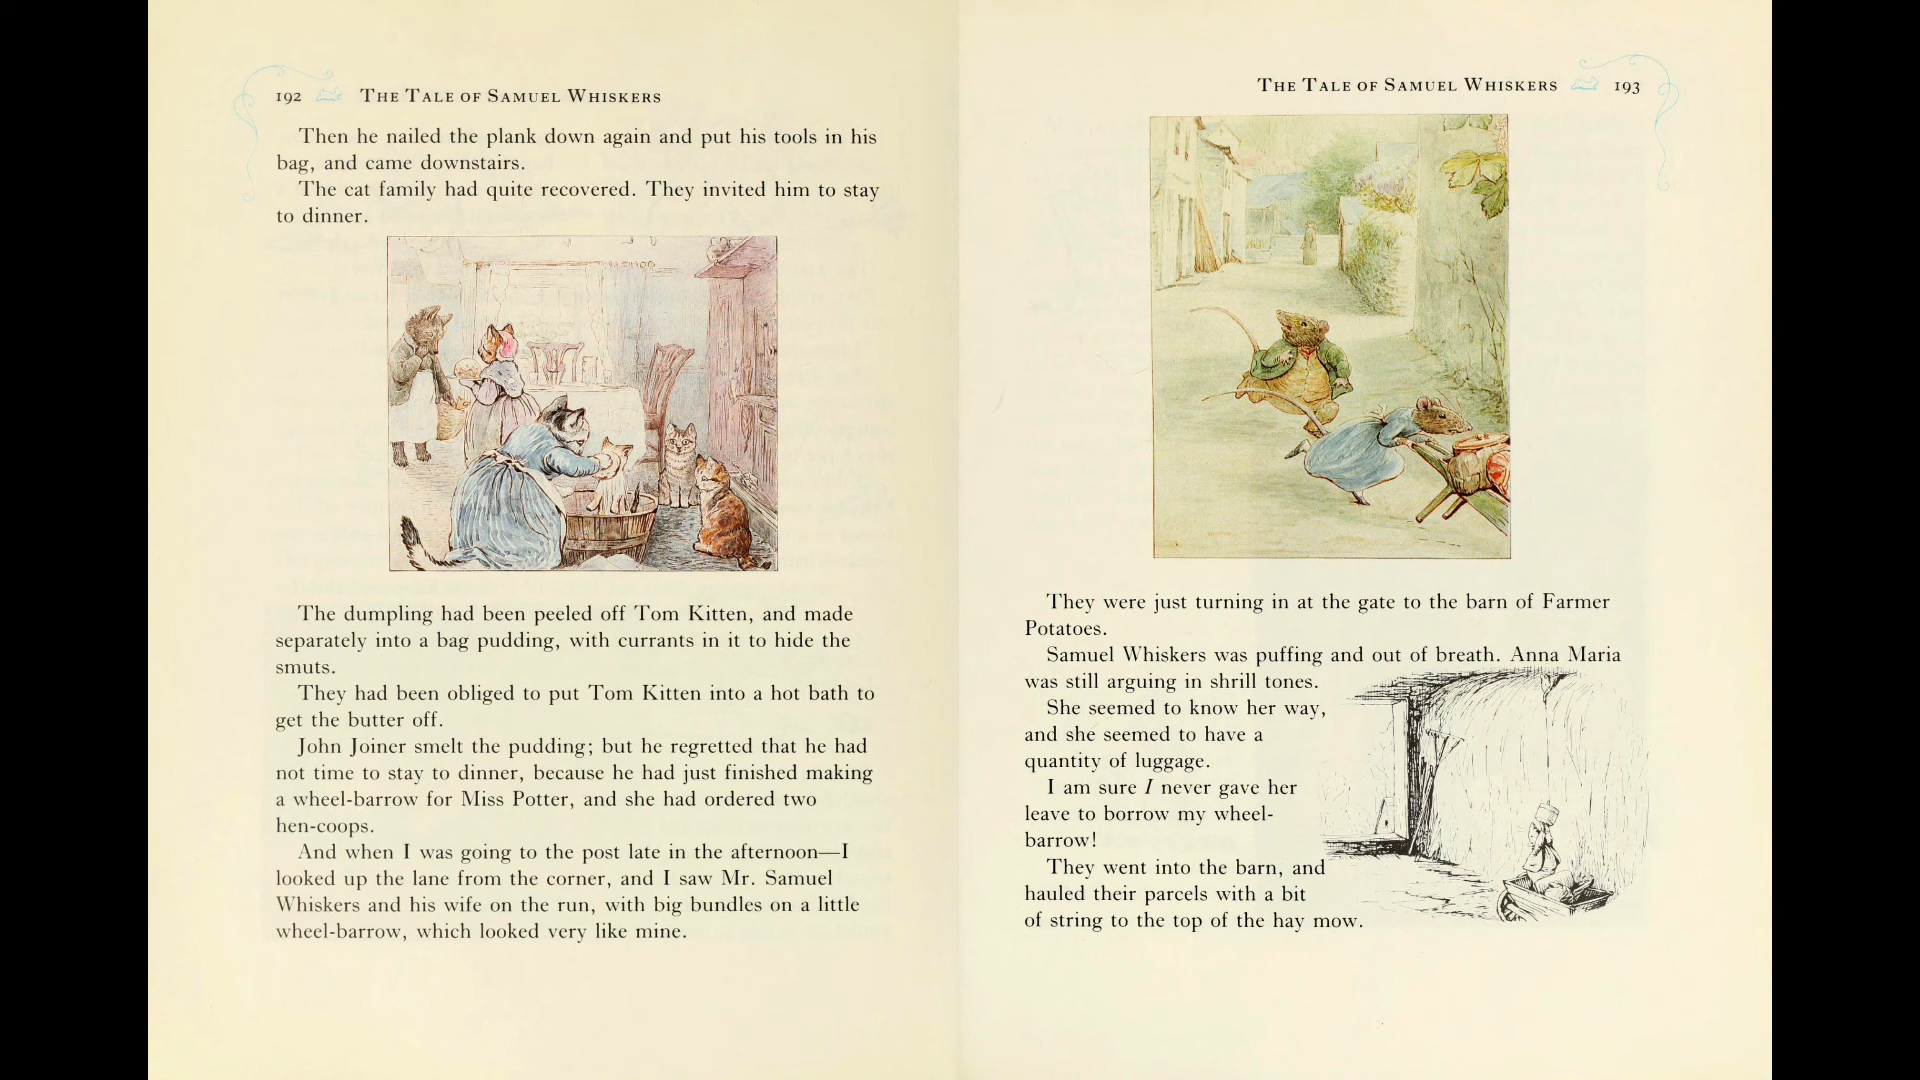 192 THE TALE OF SAMUEL WHISKERS
Then he nailed the plank down again and put his tools in his
bag, and came downstairs.
The cat family had quite recovered. They invited him to stay
to dinner.
The dumpling had been peeled off Tom Kitten, and made
separately into a bag pudding, with currants in it to hide the
smuts.
They had been obliged to put Tom Kitten into a hot bath to
get the butter off.
John Joiner smelt the pudding; but he regretted that he had
not time to stay to dinner, because he had just finished making
a wheel-barrow for Miss Potter, and she had ordered two
hen-coops.
And when I was going to the post late in the afternoon—I
looked up the lane from the corner, and I saw Mr. Samuel
Whiskers and his wife on the run, with big bundles on a little
wheel-barrow, which looked very like mine.
THE TALE OF SAMUEL WHISKERS 193
They were just turning in at the gate to the barn of Farmer
Potatoes.
Samuel Whiskers was puffing and out of breath. Anna Maria
was still arguing in shrill tones.
She seemed to know her way,
and she seemed to have a
quantity of luggage.
I am sure I never gave her
leave to borrow my wheel-
barrow!
They went into the barn, and
hauled their parcels with a bit
of string to the top of the hay mow.